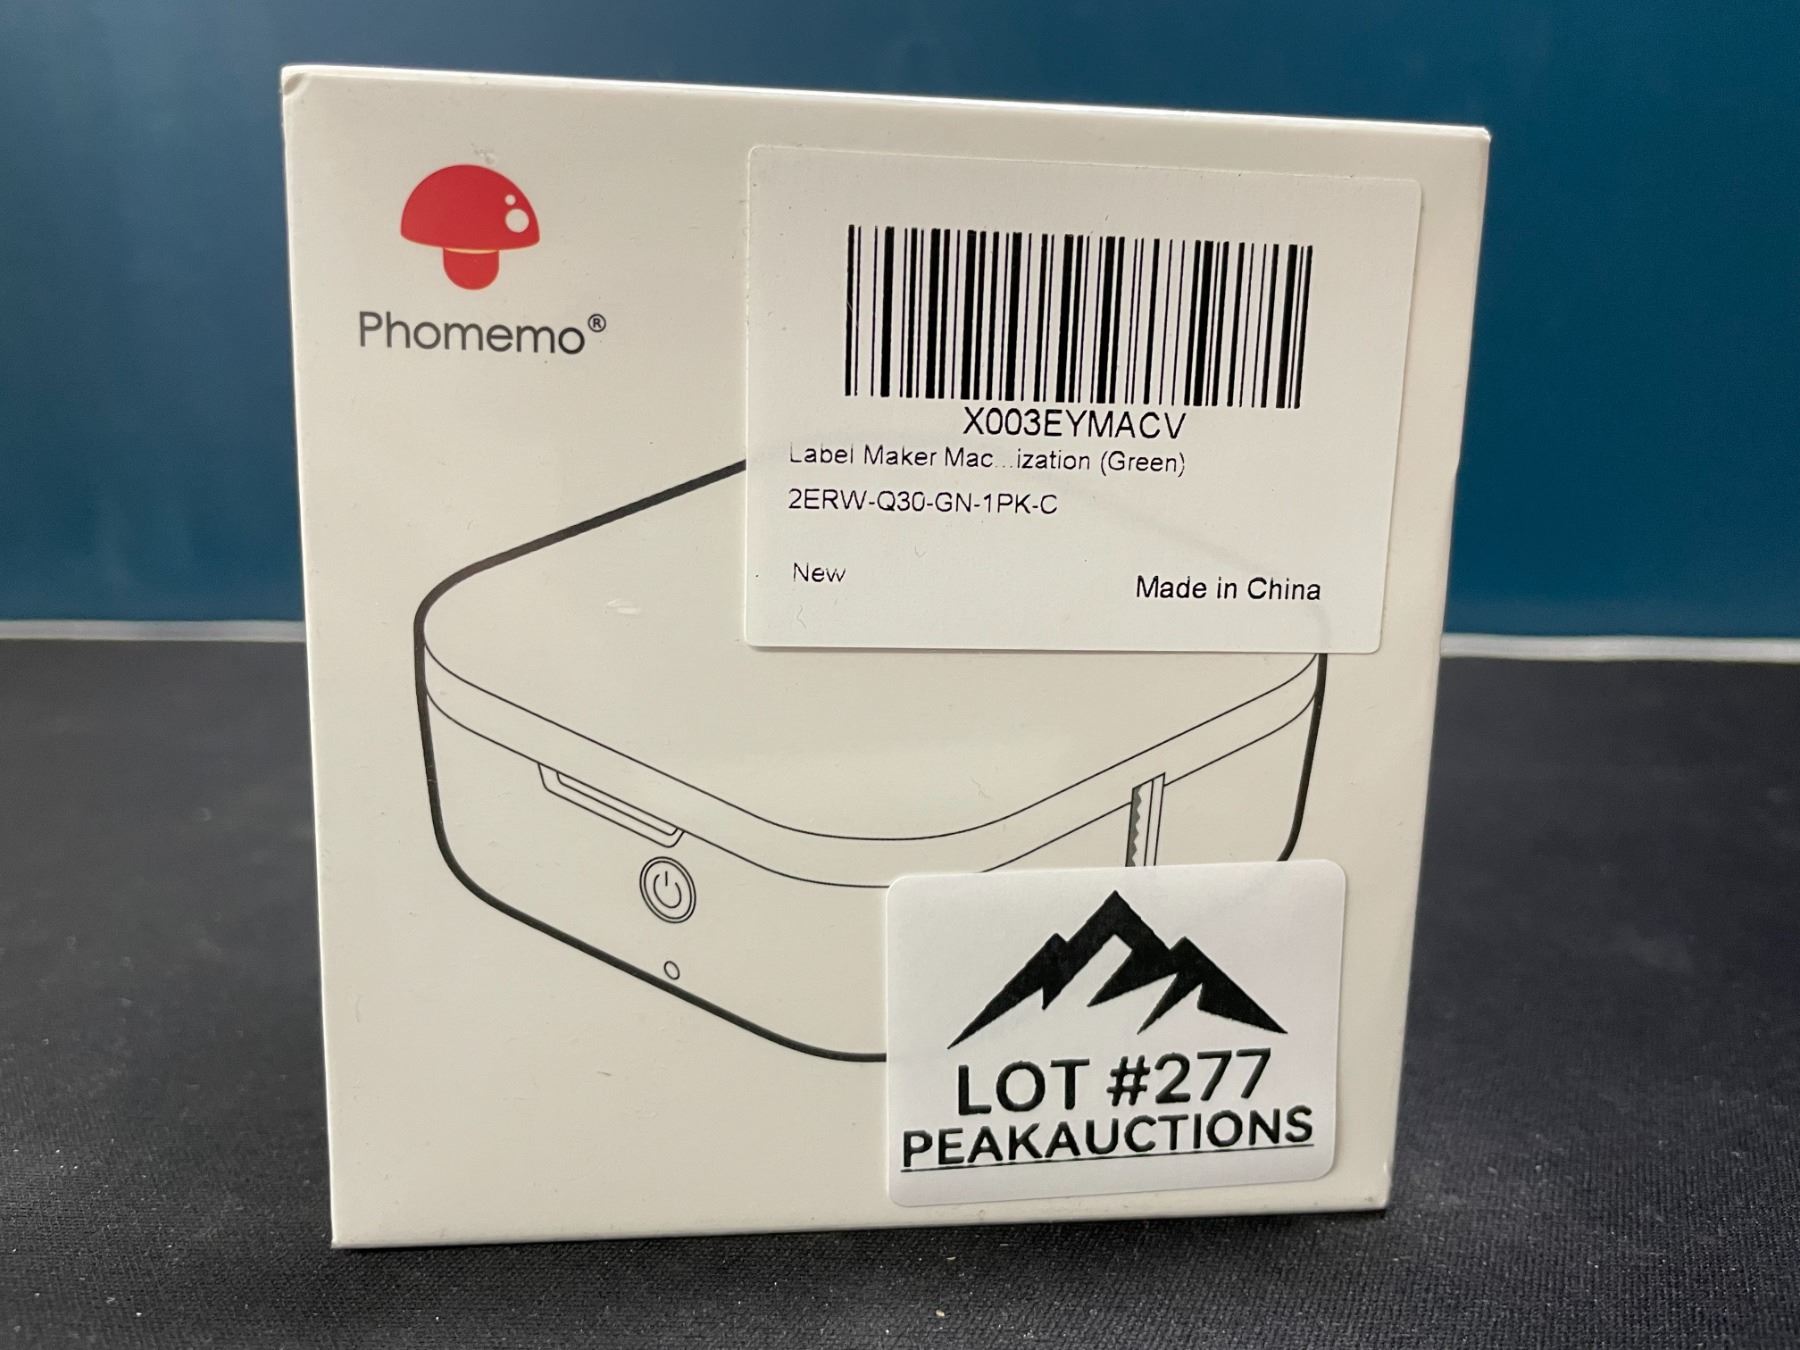 Phomemo®
X003EYMACV
Label Maker Mac...ization (Green)
2ERW-Q30-GN-1PK-C
New
Made in China
LOT #277
PEAKAUCTIONS